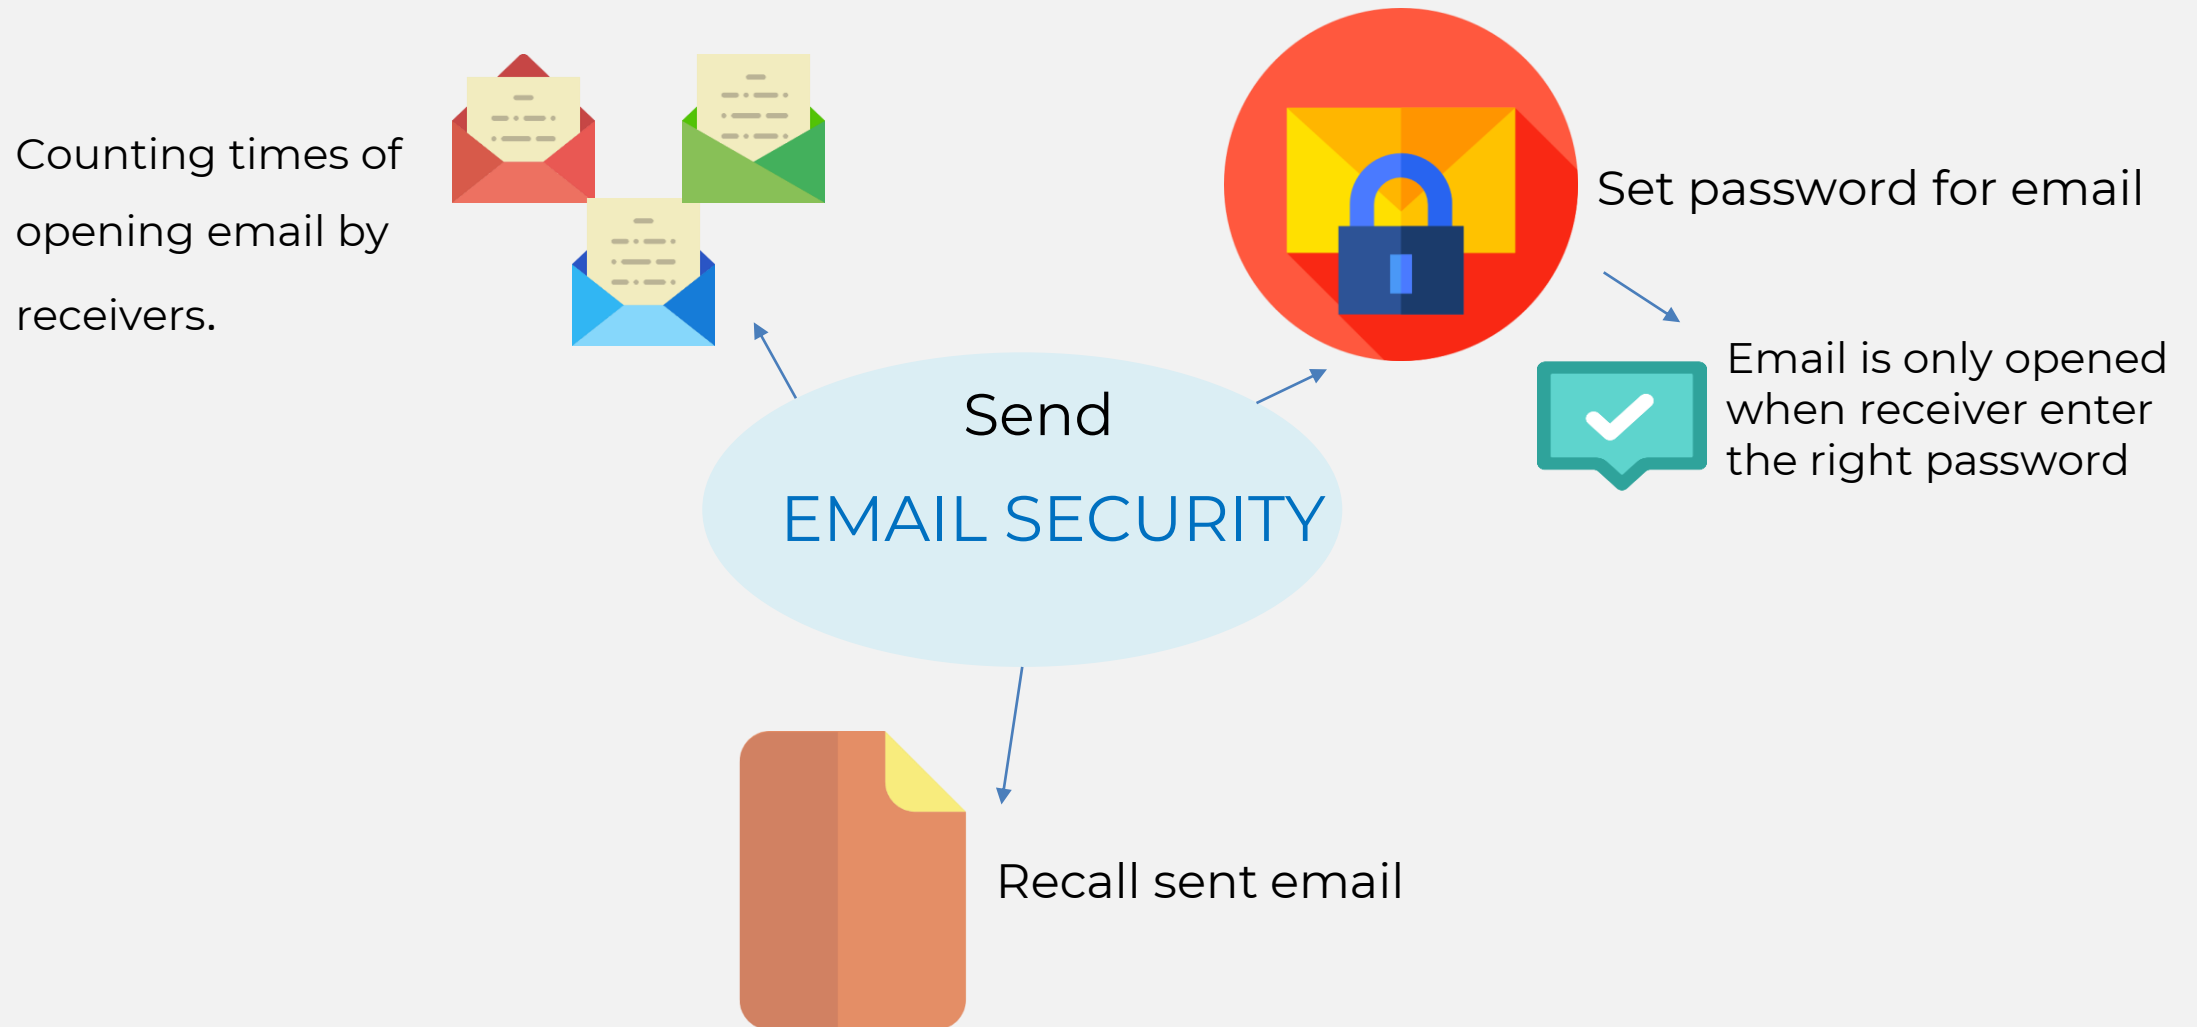 Counting times of
opening email by
receivers.
Set password for email
Email is only opened
when receiver enter
the right password
Send
EMAIL SECURITY
Recall sent email